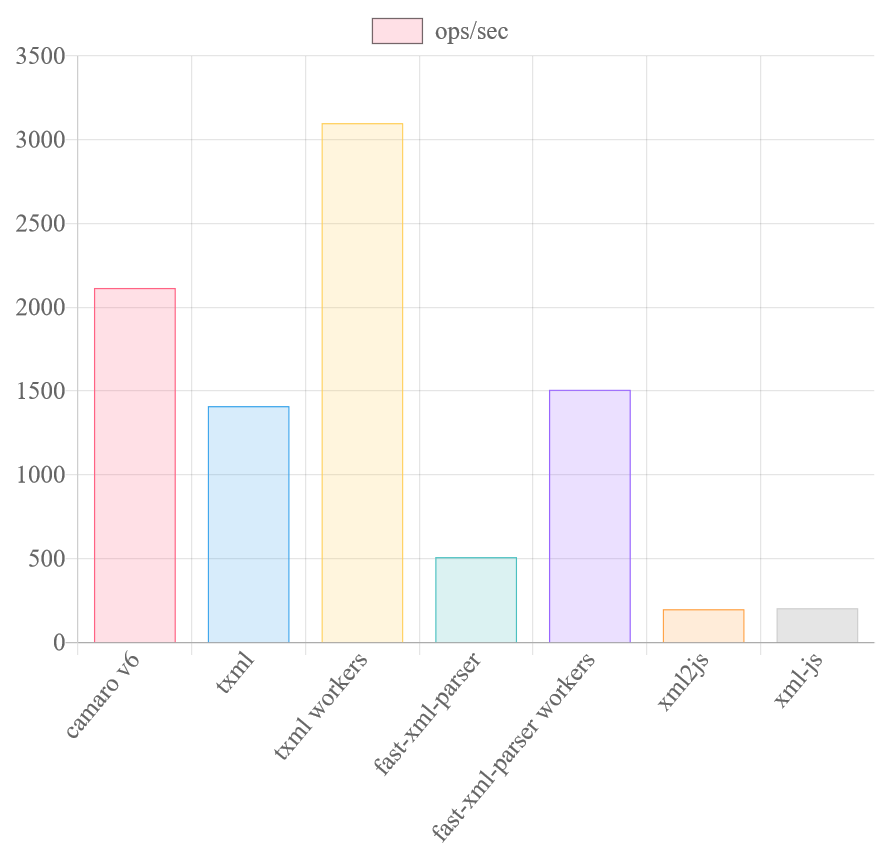 ops/sec
3500
3000
2500
2000
1500
1000
500
0
camaro v6
txml
txml workers
fast-xml-parser
fast-xml-parser workers
xml2js
xml-js